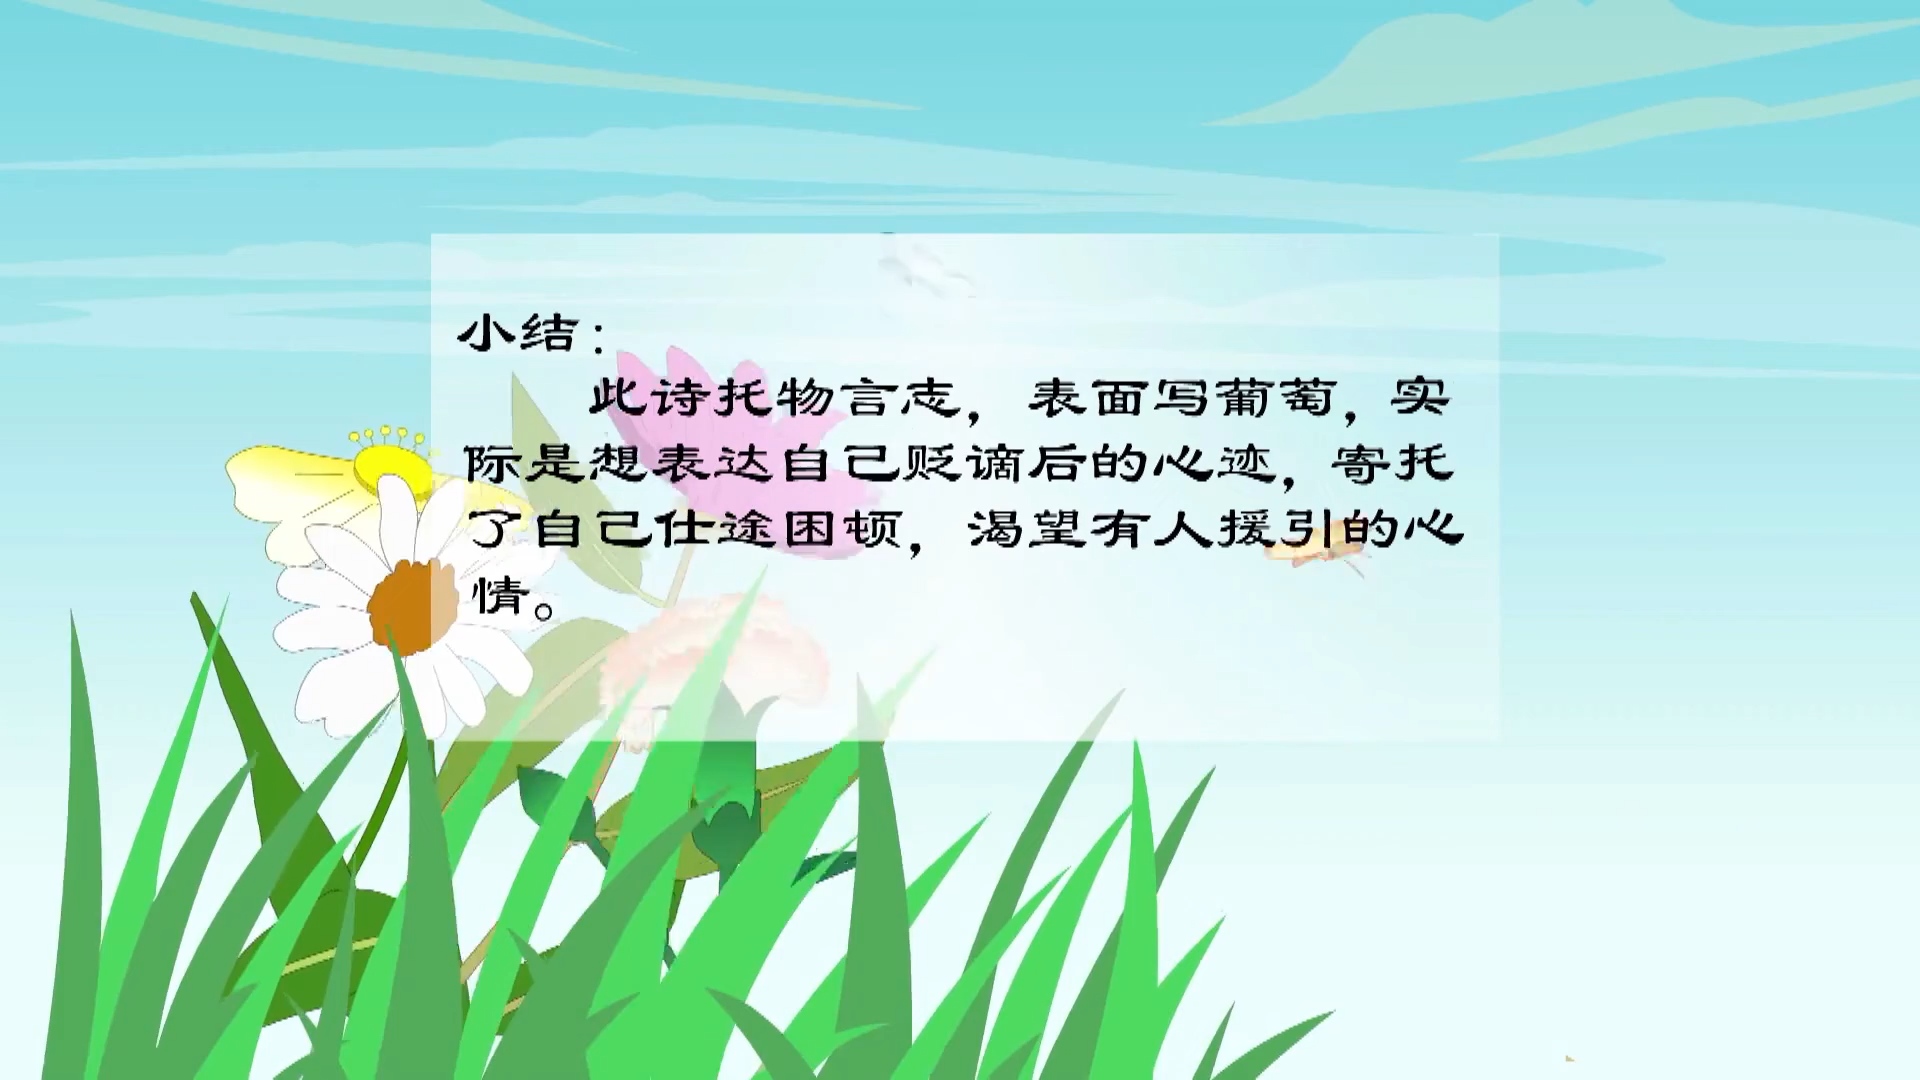 小结：
此诗托物言志，表面写葡萄，实
际是想表达自己贬谪后的心迹，寄托
了自己仕途困顿，渴望有人援引的心
情。